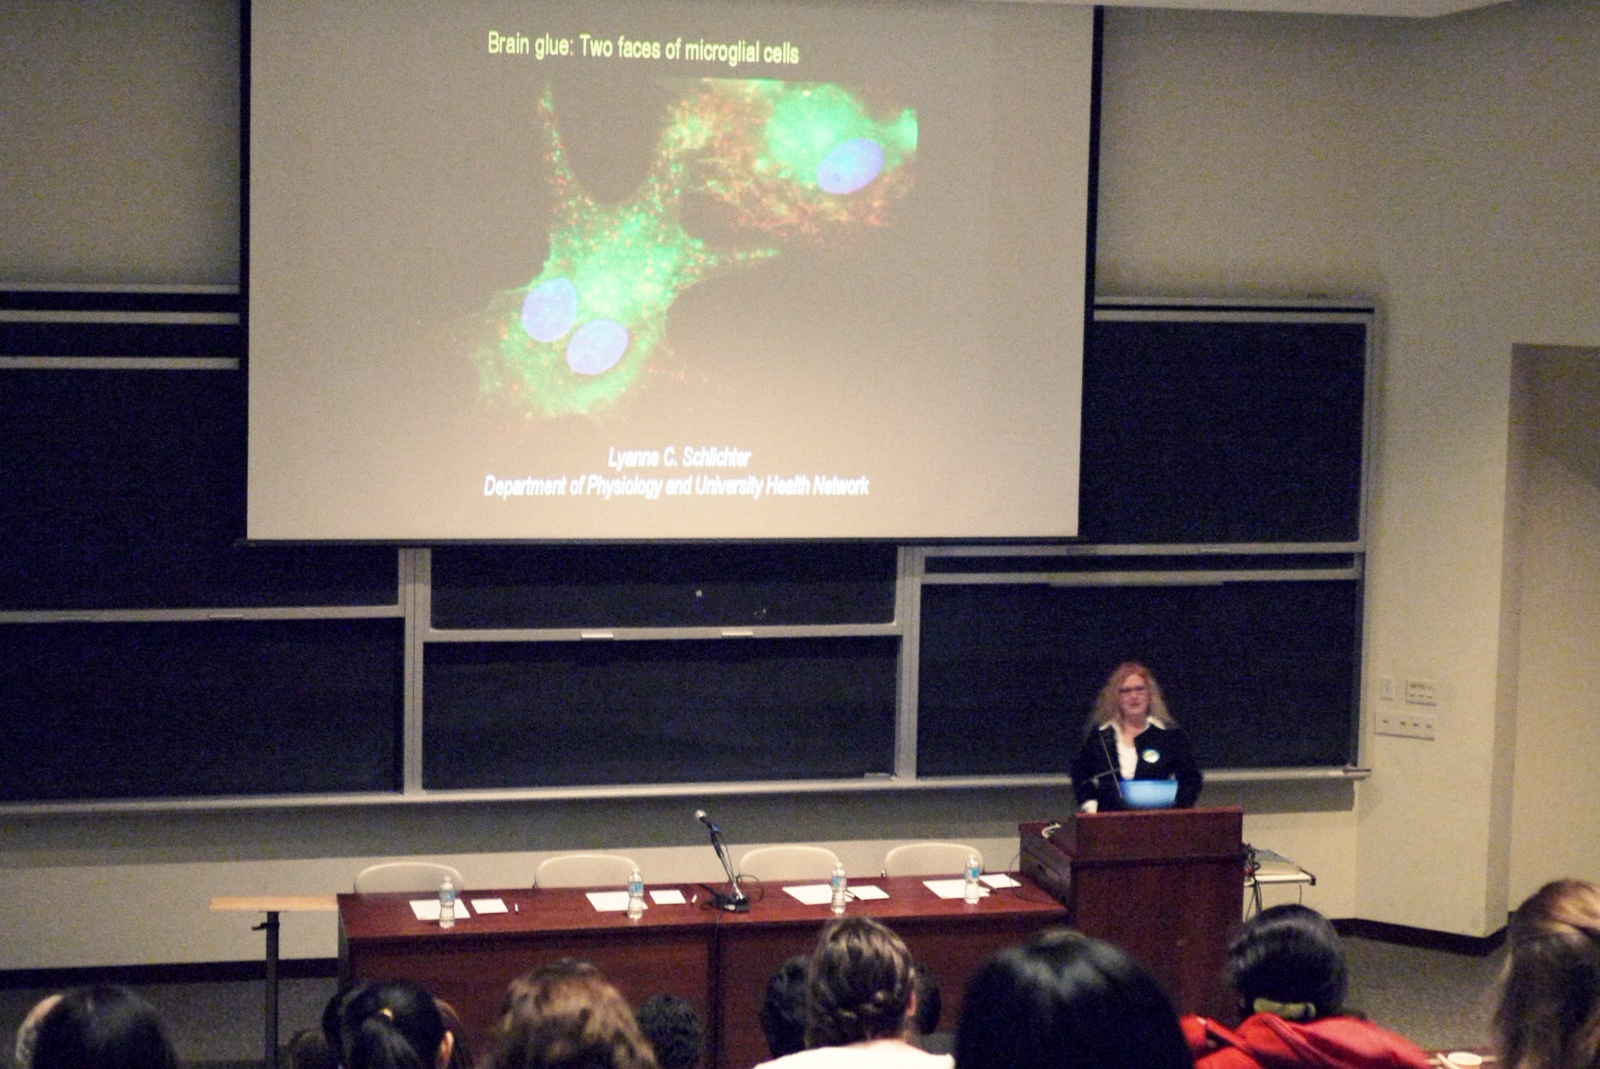 Brain glue: Two faces of microglial cells
Lyanne C. Schlichter
Department of Physiology and University Health Network